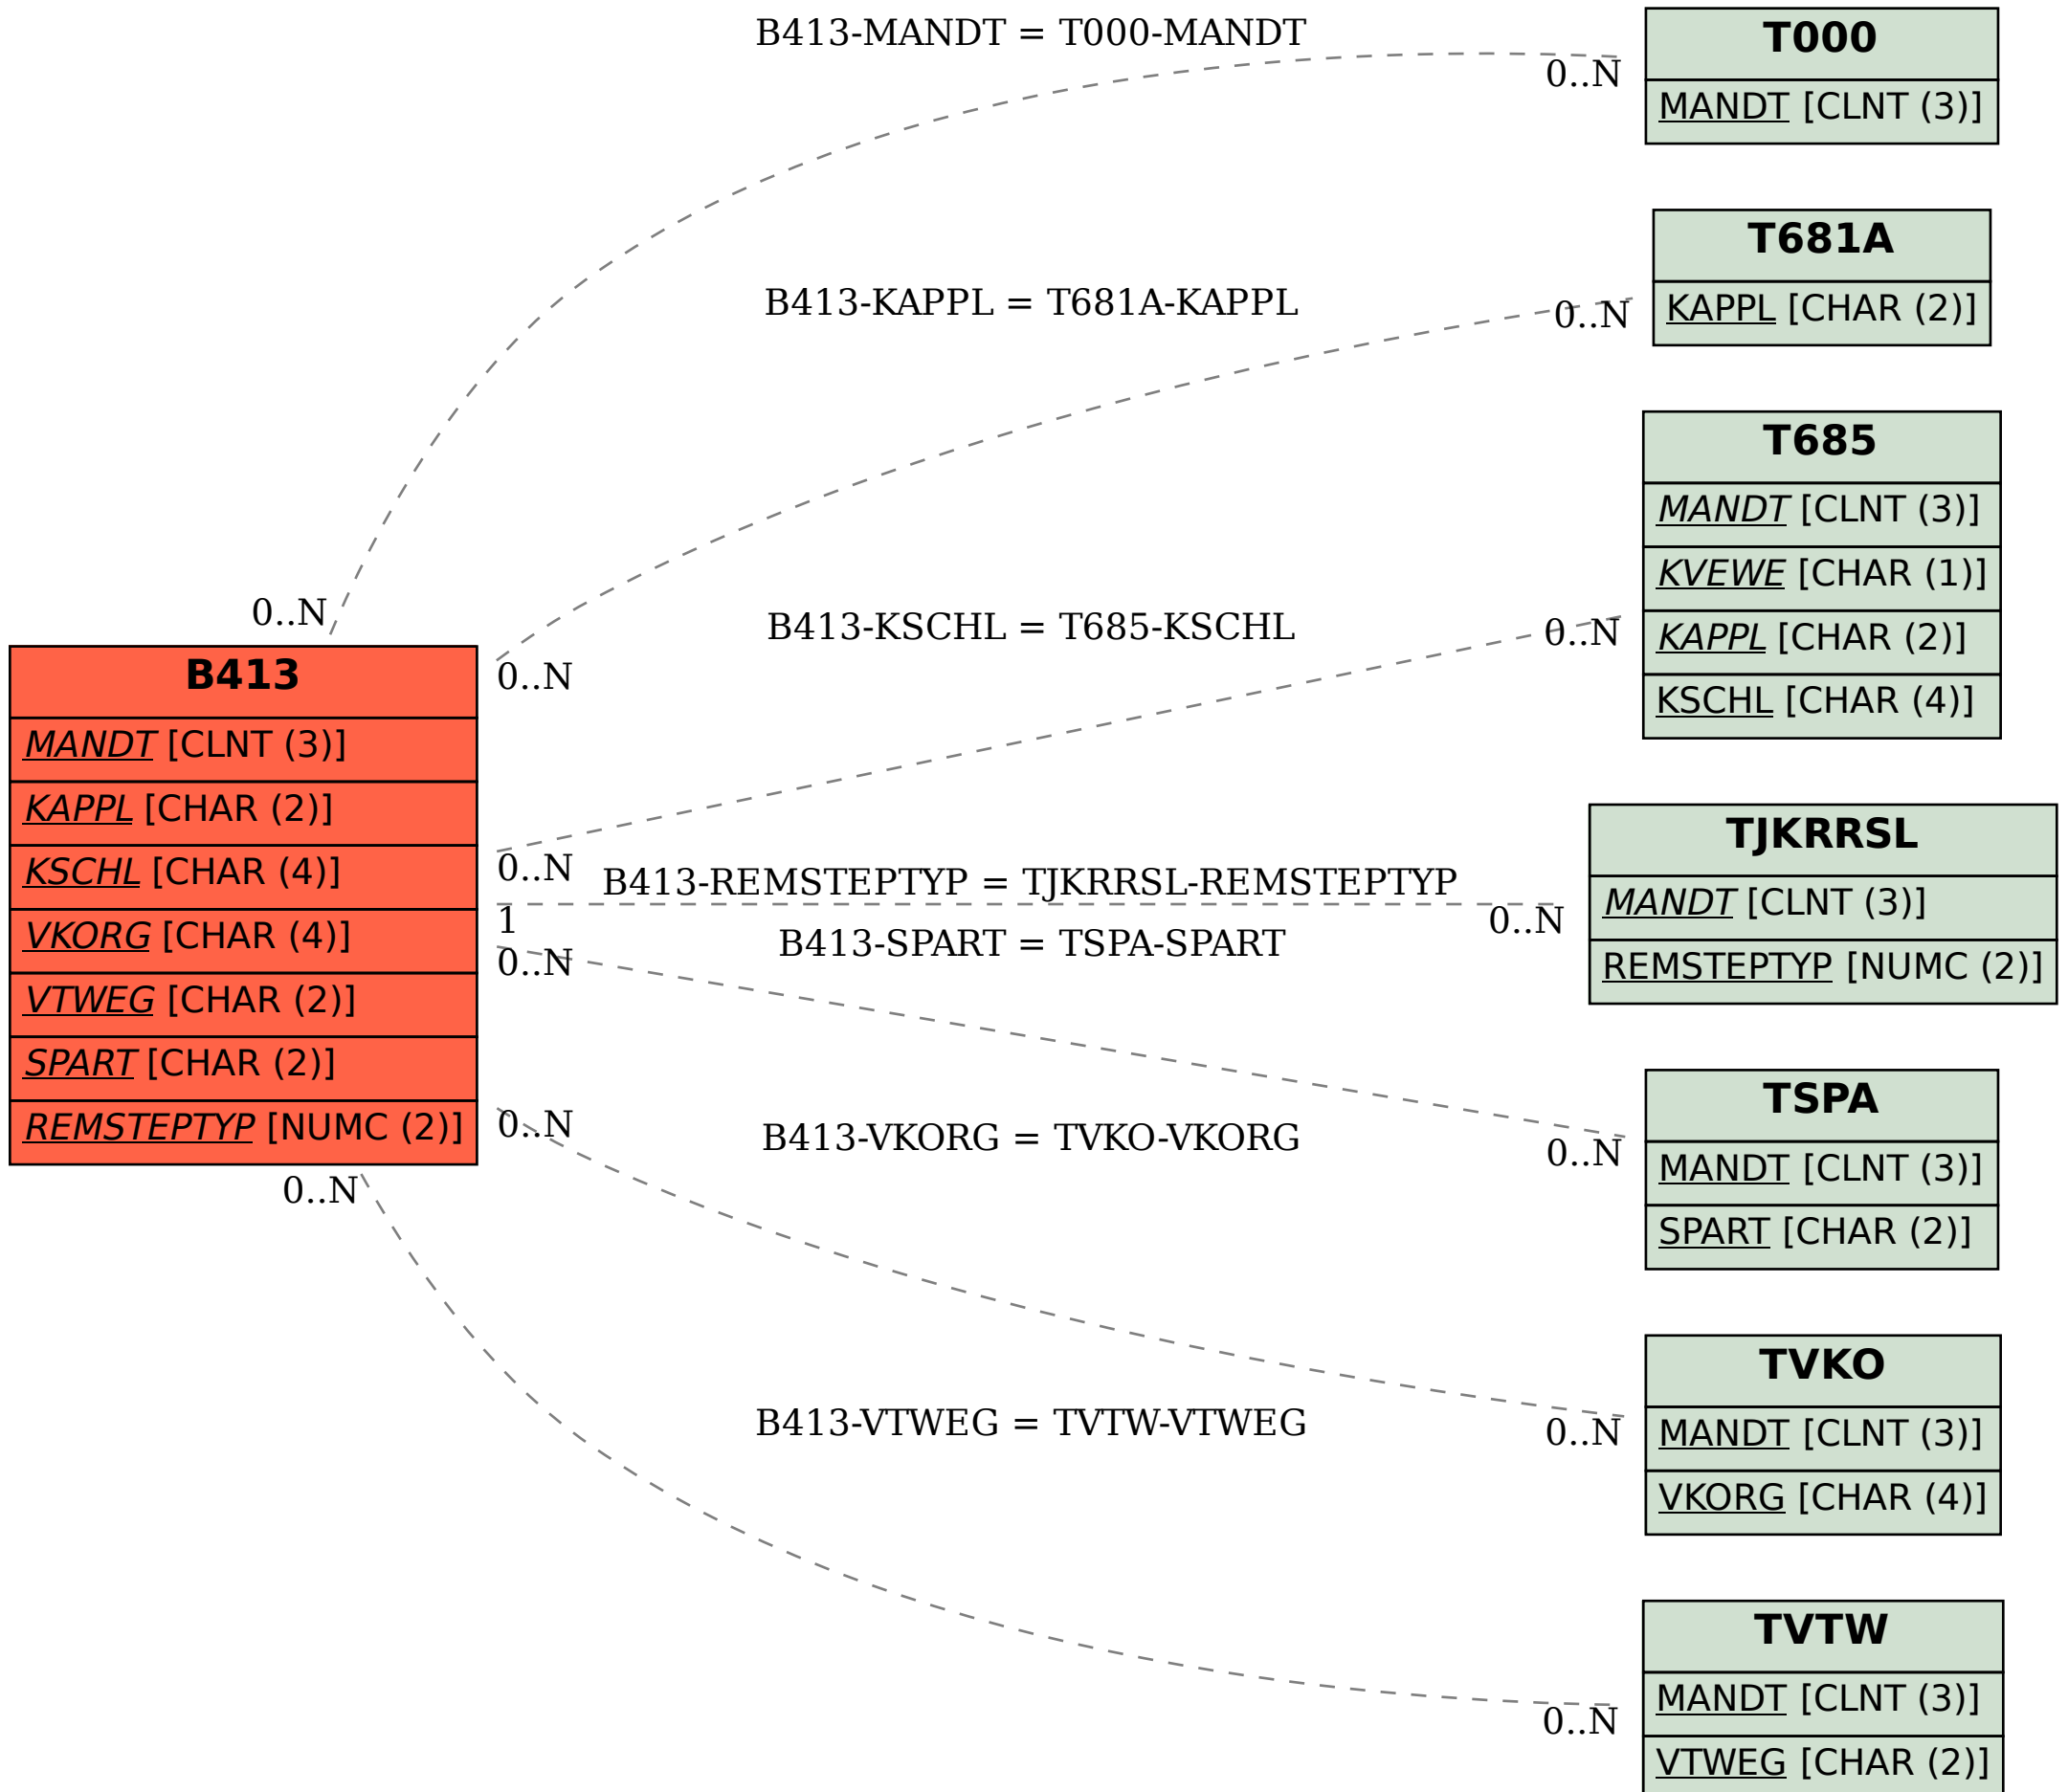 B413-MANDT = T000-MANDT
0..N
0..N
T000
MANDT [CLNT (3)]
B413-KAPPL = T681A-KAPPL
0..N
0..N
T681A
KAPPL [CHAR (2)]
B413-KSCHL = T685-KSCHL
0..N
0..N
T685
MANDT [CLNT (3)]
KVEWE [CHAR (1)]
KAPPL [CHAR (2)]
KSCHL [CHAR (4)]
B413
MANDT [CLNT (3)]
KAPPL [CHAR (2)]
KSCHL [CHAR (4)]
VKORG [CHAR (4)]
VTWEG [CHAR (2)]
SPART [CHAR (2)]
REMSTEPTYP [NUMC (2)]
B413-REMSTEPTYP = TJKRRSL-REMSTEPTYP
1
0..N
TJKRRSL
MANDT [CLNT (3)]
REMSTEPTYP [NUMC (2)]
B413-SPART = TSPA-SPART
0..N
0..N
TSPA
MANDT [CLNT (3)]
SPART [CHAR (2)]
B413-VKORG = TVKO-VKORG
0..N
0..N
TVKO
MANDT [CLNT (3)]
VKORG [CHAR (4)]
B413-VTWEG = TVTW-VTWEG
0..N
0..N
TVTW
MANDT [CLNT (3)]
VTWEG [CHAR (2)]